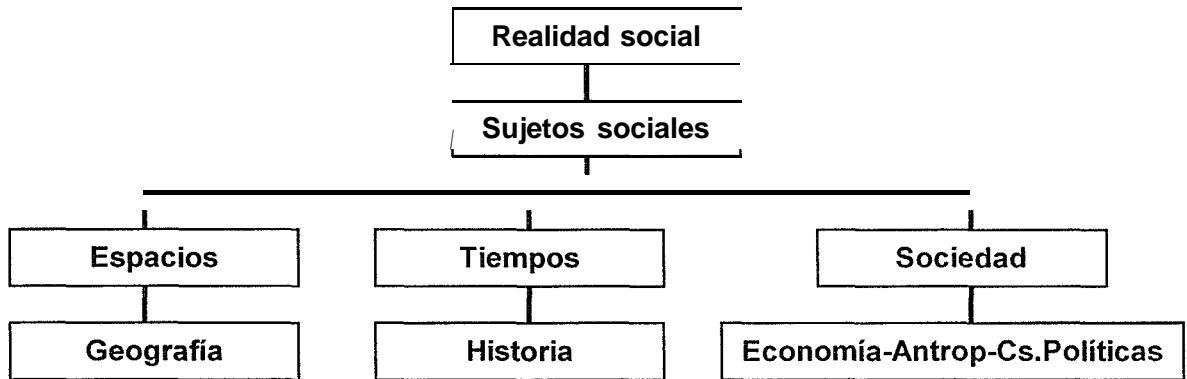 Realidad social
Sujetos sociales
Espacios
Tiempos
Sociedad
Geografía
Historia
Economía-Antrop-Cs.Políticas